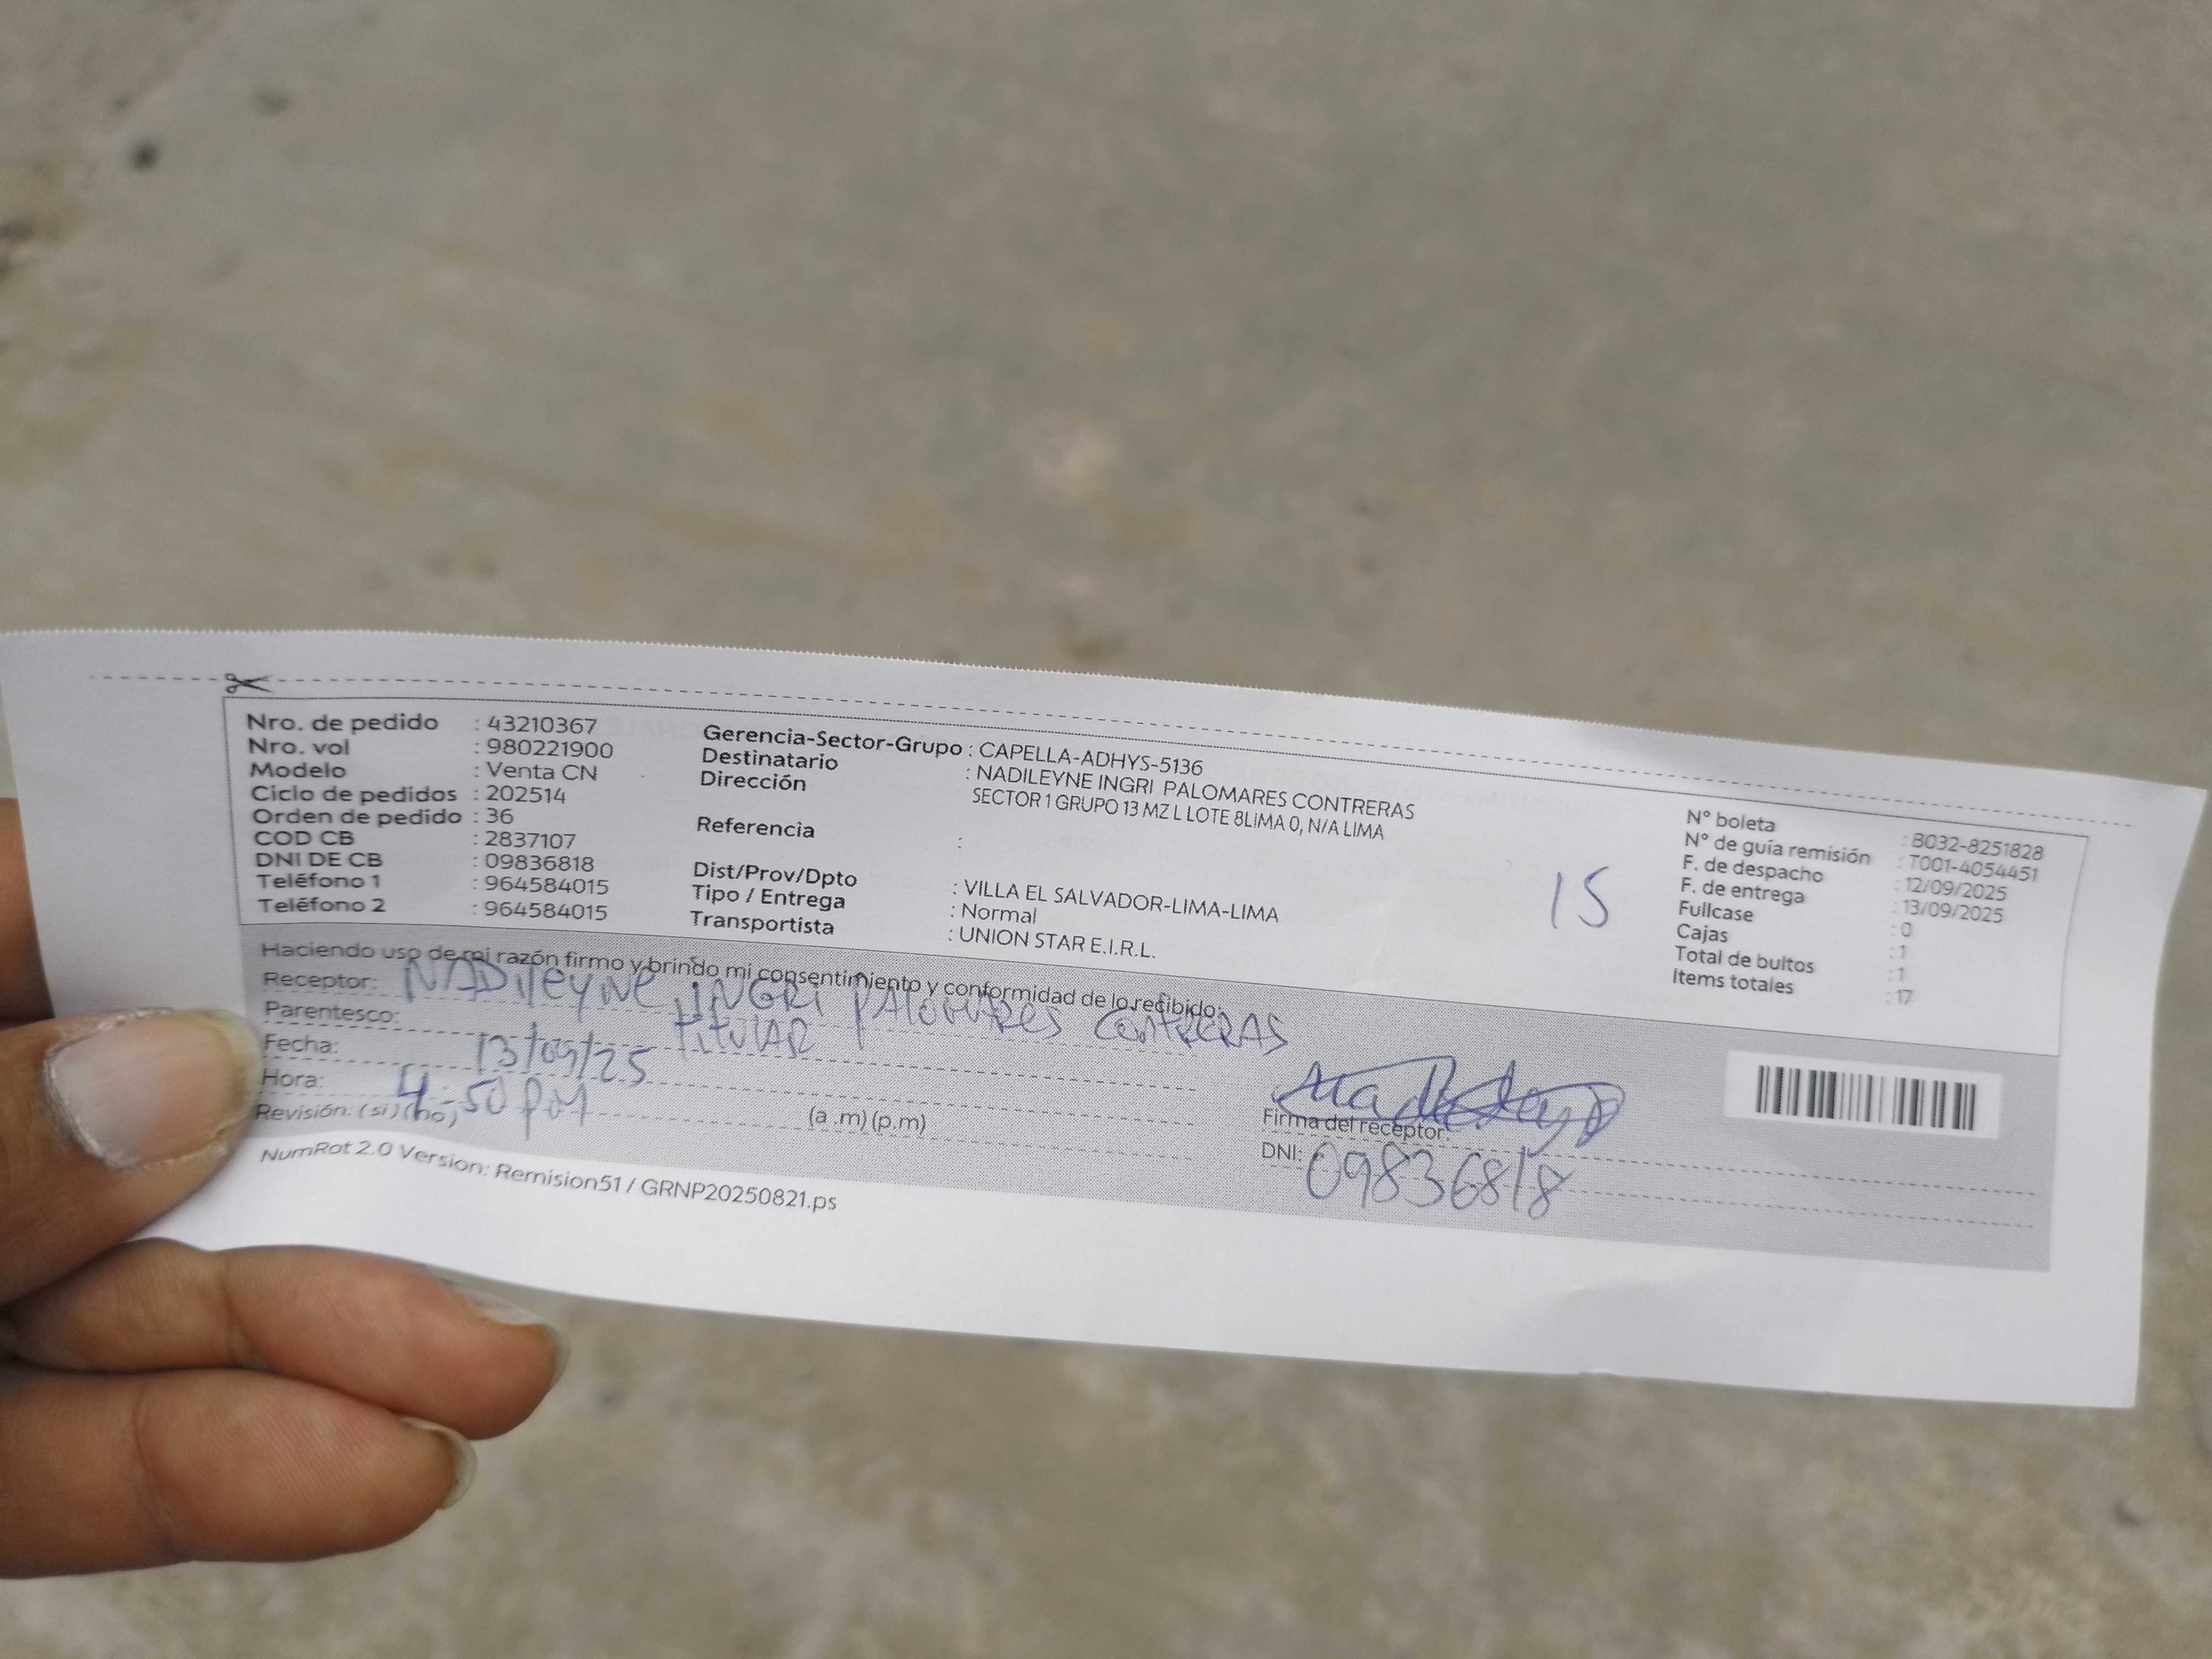 Nro. de pedido : 43210367
Nro. vol : 980221900
Modelo : Venta CN
Ciclo de pedidos : 202514
Orden de pedido : 36
COD CB : 2837107
DNI DE CB : 09836818
Teléfono 1 : 964584015
Teléfono 2 : 964584015
Gerencia-Sector-Grupo : CAPELLA-ADHYS-5136
Destinatario : NADILEYNE INGRI PALOMARES CONTRERAS
Dirección SECTOR 1 GRUPO 13 MZ L LOTE 8LIMA 0, N/A LIMA
Referencia :
Dist/Prov/Dpto : VILLA EL SALVADOR-LIMA-LIMA
Tipo / Entrega : Normal
Transportista : UNION STAR E.I.R.L.
15
N° boleta : B032-8251828
N° de guía remisión : T001-4054451
F. de despacho : 12/09/2025
F. de entrega : 13/09/2025
Fullcase : 0
Cajas : 1
Total de bultos : 1
Items totales : 17
Haciendo uso de mi razón firmo y brindo mi consentimiento y conformidad de lo recibido:
Receptor: NADileyNe INGRi PALOMARES CONTRERAS
Parentesco: titular
Fecha: 13/09/25
Hora: 4:50 pm (a .m) (p.m)
Revisión: (si) (no)
Firma del receptor:
DNI: 09836818
NumRot 2.0 Version: Remision51 / GRNP20250821.ps